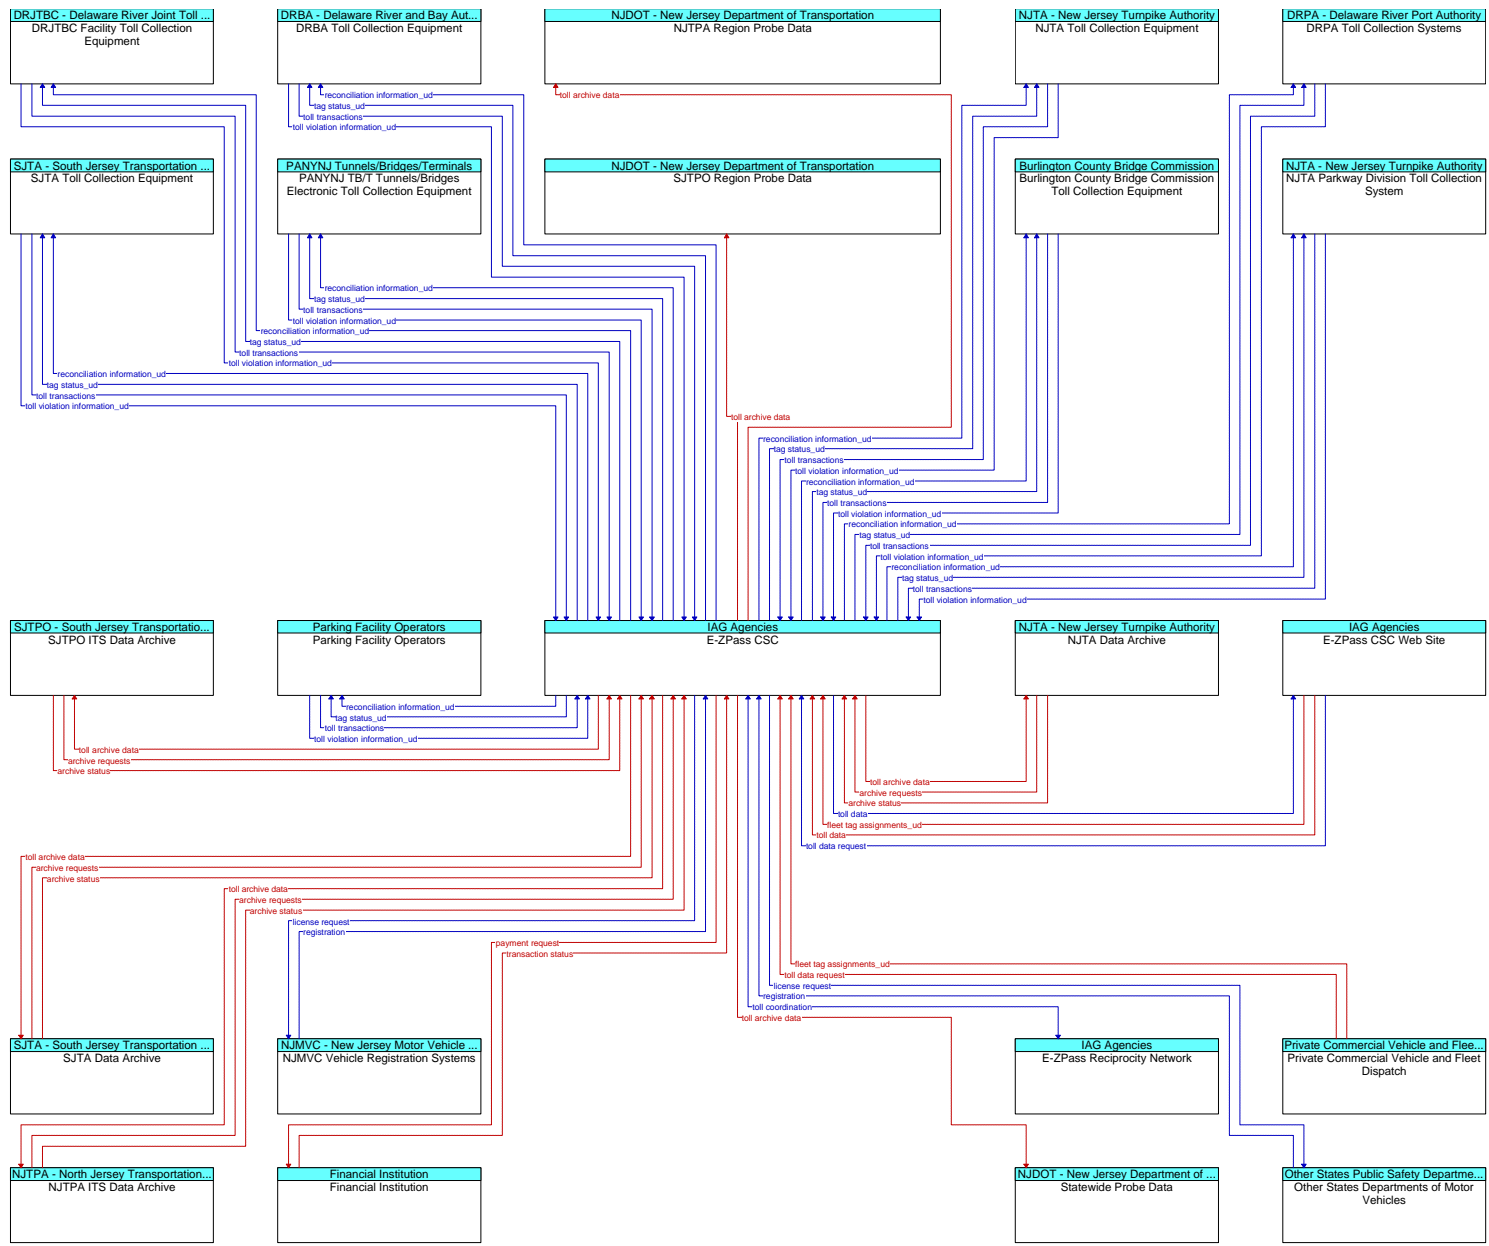 DRJTBC - Delaware River Joint Toll ...
DRJTBC Facility Toll Collection
Equipment
DRBA - Delaware River and Bay Aut...
DRBA Toll Collection Equipment
NJDOT - New Jersey Department of Transportation
NJTPA Region Probe Data
NJTA - New Jersey Turnpike Authority
NJTA Toll Collection Equipment
DRPA - Delaware River Port Authority
DRPA Toll Collection Systems
reconciliation information_ud
tag status_ud
toll transactions
toll violation information_ud
toll archive data
SJTA - South Jersey Transportation ...
SJTA Toll Collection Equipment
PANYNJ Tunnels/Bridges/Terminals
PANYNJ TB/T Tunnels/Bridges
Electronic Toll Collection Equipment
NJDOT - New Jersey Department of Transportation
SJTPO Region Probe Data
Burlington County Bridge Commission
Burlington County Bridge Commission
Toll Collection Equipment
NJTA - New Jersey Turnpike Authority
NJTA Parkway Division Toll Collection
System
reconciliation information_ud
tag status_ud
toll transactions
toll violation information_ud
reconciliation information_ud
tag status_ud
toll transactions
toll violation information_ud
reconciliation information_ud
tag status_ud
toll transactions
toll violation information_ud
toll archive data
reconciliation information_ud
tag status_ud
toll transactions
toll violation information_ud
reconciliation information_ud
tag status_ud
toll transactions
toll violation information_ud
reconciliation information_ud
tag status_ud
toll transactions
toll violation information_ud
reconciliation information_ud
tag status_ud
toll transactions
toll violation information_ud
SJTPO - South Jersey Transportatio...
SJTPO ITS Data Archive
Parking Facility Operators
Parking Facility Operators
IAG Agencies
E-ZPass CSC
NJTA - New Jersey Turnpike Authority
NJTA Data Archive
IAG Agencies
E-ZPass CSC Web Site
reconciliation information_ud
tag status_ud
toll transactions
toll violation information_ud
toll archive data
archive requests
archive status
toll archive data
archive requests
archive status
toll data
fleet tag assignments_ud
toll data
toll data request
toll archive data
archive requests
archive status
toll archive data
archive requests
archive status
license request
registration
payment request
transaction status
fleet tag assignments_ud
toll data request
license request
registration
toll coordination
toll archive data
SJTA - South Jersey Transportation ...
SJTA Data Archive
NJMVC - New Jersey Motor Vehicle ...
NJMVC Vehicle Registration Systems
IAG Agencies
E-ZPass Reciprocity Network
Private Commercial Vehicle and Flee...
Private Commercial Vehicle and Fleet
Dispatch
NJTPA - North Jersey Transportation...
NJTPA ITS Data Archive
Financial Institution
Financial Institution
NJDOT - New Jersey Department of ...
Statewide Probe Data
Other States Public Safety Departme...
Other States Departments of Motor
Vehicles